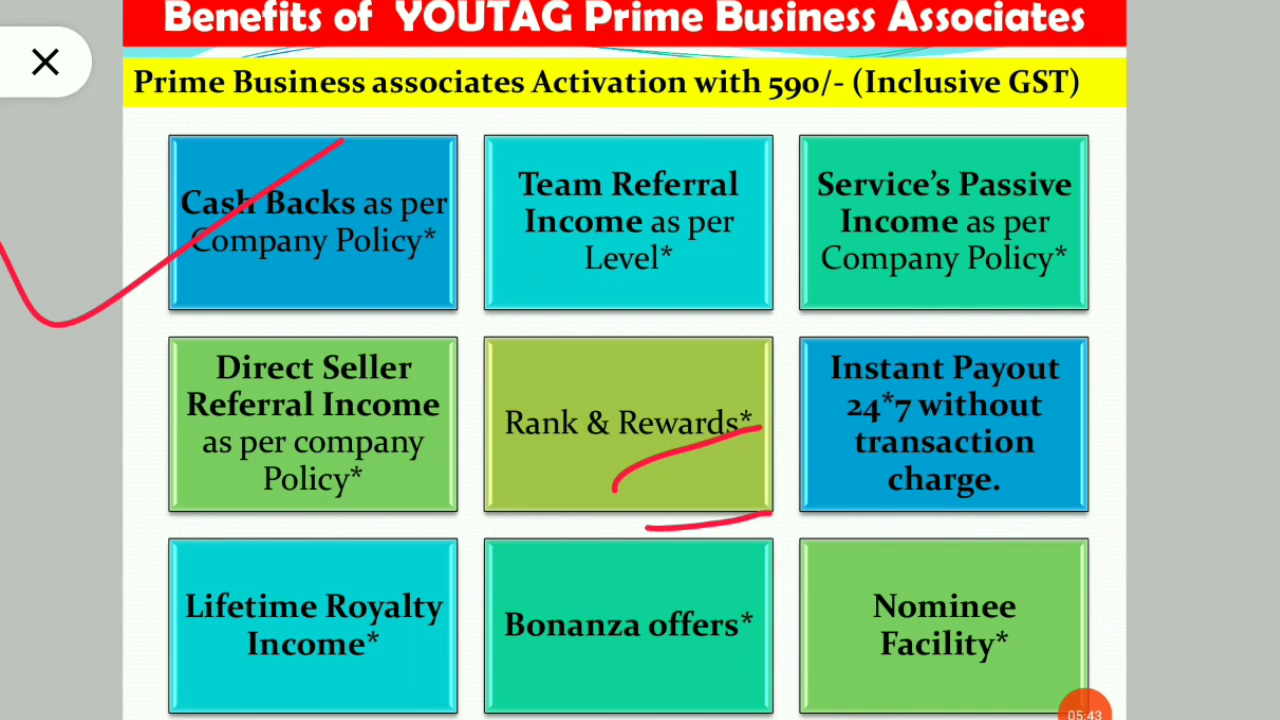 Benefits of YOUTAG Prime Business Associates
Prime Business associates Activation with 590/- (Inclusive GST)
Cash Backs as per
Company Policy*
Team Referral
Income as per
Level*
Service’s Passive
Income as per
Company Policy*
Direct Seller
Referral Income
as per company
Policy*
Rank & Rewards*
Instant Payout
24*7 without
transaction
charge.
Lifetime Royalty
Income*
Bonanza offers*
Nominee
Facility*
05:43